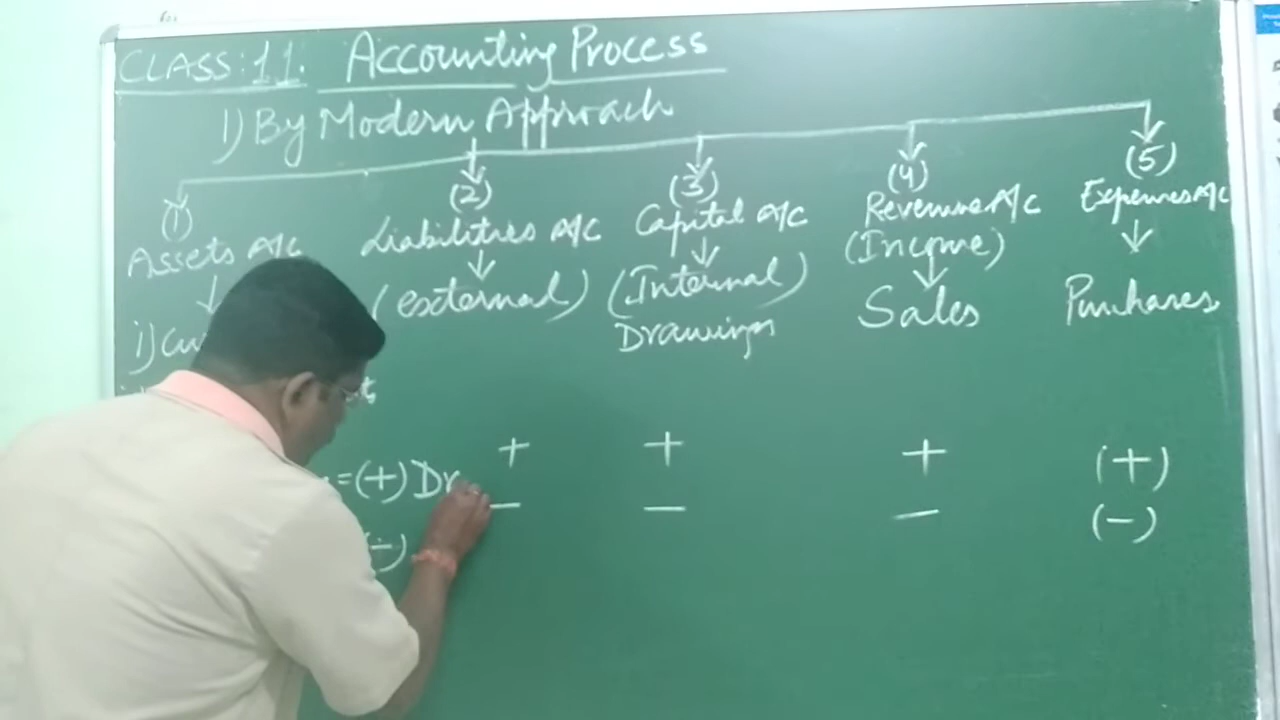 CLASS: 11. Accounting Process
1) By Modern Approach
(1) (2) (3) (4) (5)
Assets A/C Liabilities A/C Capital A/C Revenue A/C Expenses A/C
(external) (Internal) (Income)
Drawings Sales Purchases
i) Cu
=(+) Dr + + + (+)
(-) - - - (-)